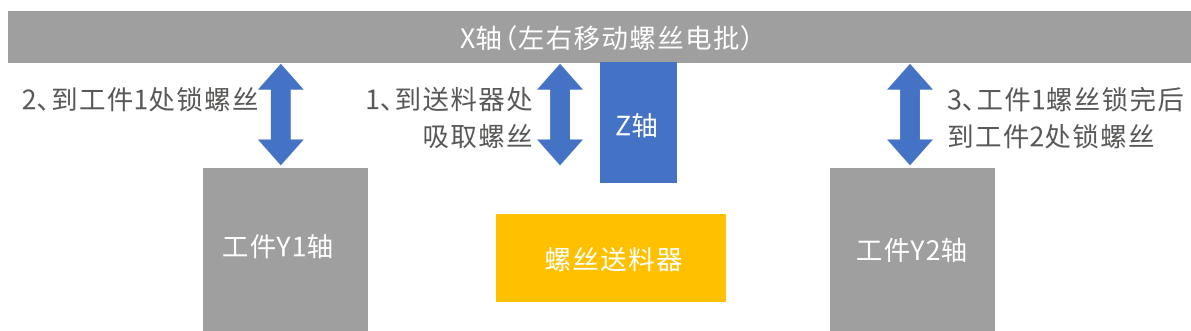 X轴（左右移动螺丝电批）
2、到工件1处锁螺丝
1、到送料器处
吸取螺丝
Z轴
3、工件1螺丝锁完后
到工件2处锁螺丝
工件Y1轴
螺丝送料器
工件Y2轴